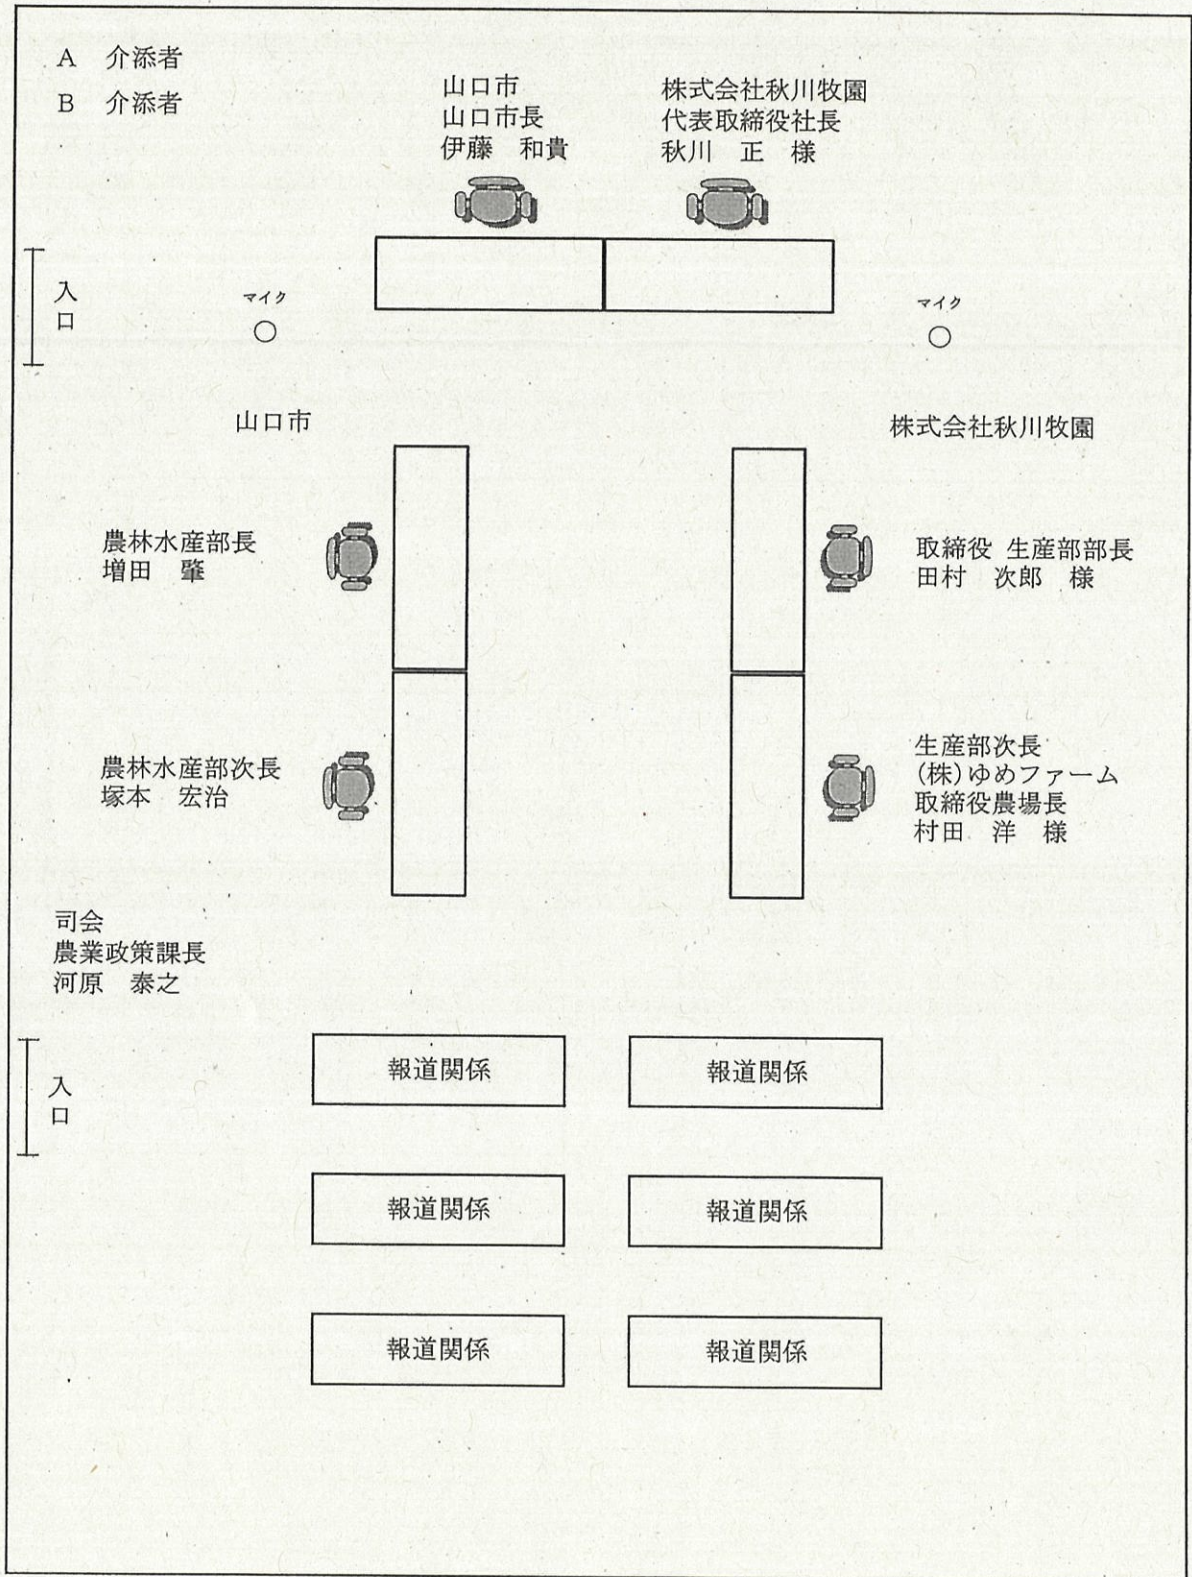 A　介添者
B　介添者
山口市
山口市長
伊藤　和貴
株式会社秋川牧園
代表取締役社長
秋川　正　様
入口
マイク
マイク
山口市
株式会社秋川牧園
農林水産部長
増田　肇
取締役 生産部部長
田村　次郎　様
農林水産部次長
塚本　宏治
生産部次長
(株)ゆめファーム
取締役農場長
村田　洋　様
司会
農業政策課長
河原　泰之
入口
報道関係
報道関係
報道関係
報道関係
報道関係
報道関係